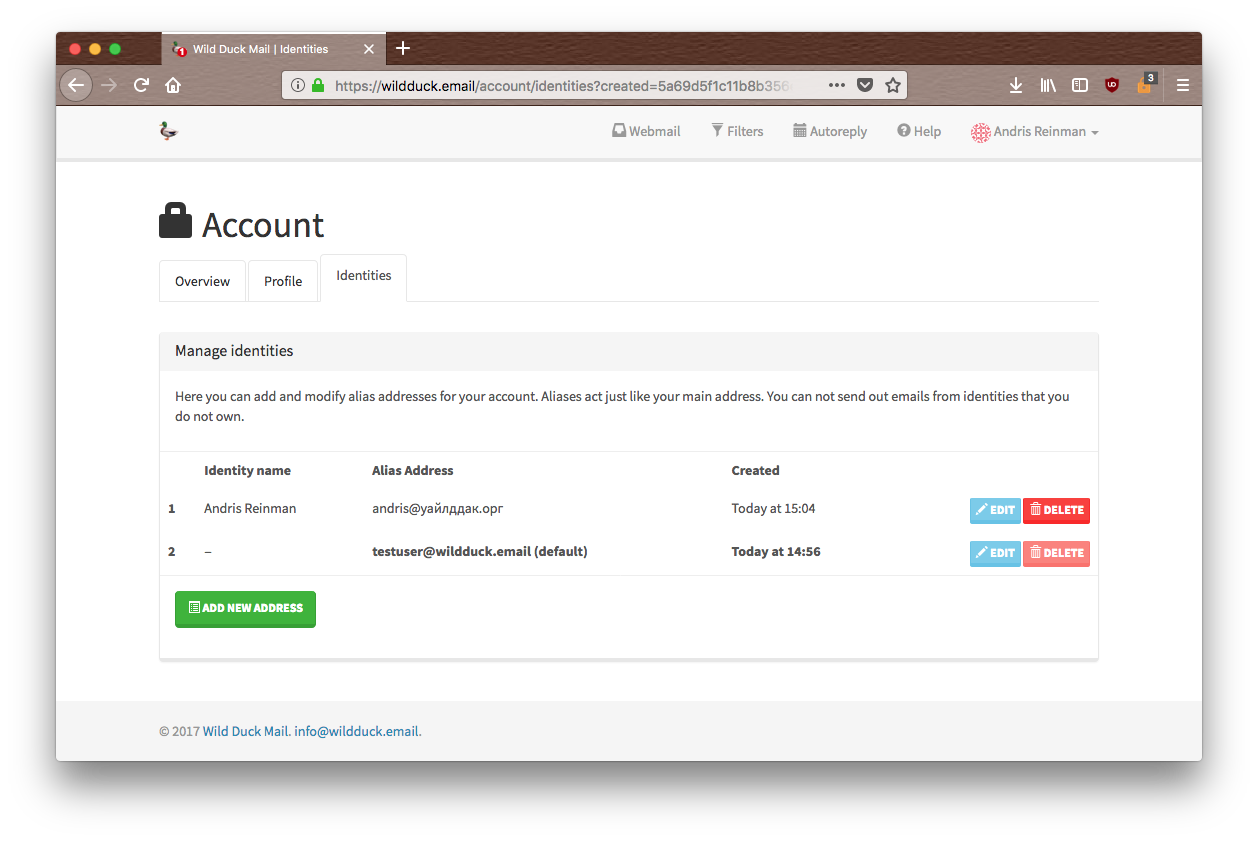 Wild Duck Mail | Identities
https://wildduck.email/account/identities?created=5a69d5f1c11b8b356
3
Webmail Filters Autoreply Help Andris Reinman
Account
Overview Profile Identities
Manage identities
Here you can add and modify alias addresses for your account. Aliases act just like your main address. You can not send out emails from identities that you
do not own.
Identity name Alias Address Created
1 Andris Reinman andris@уайлддак.орг Today at 15:04 EDIT DELETE
2 – testuser@wildduck.email (default) Today at 14:56 EDIT DELETE
ADD NEW ADDRESS
© 2017 Wild Duck Mail. info@wildduck.email.